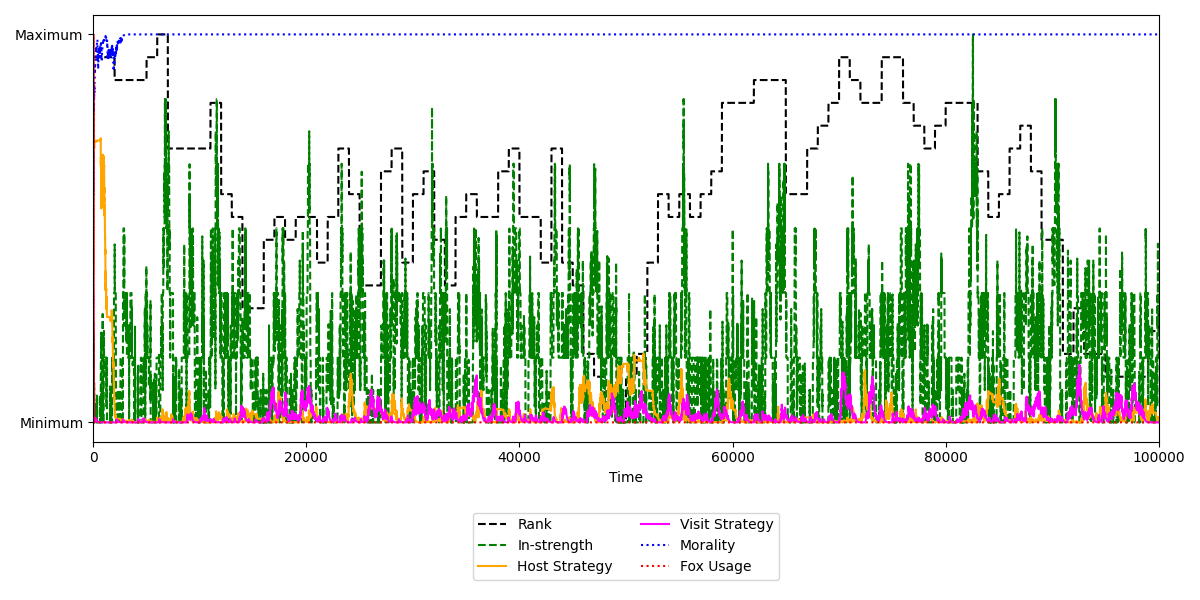 Maximum
Minimum
0 20000 40000 60000 80000 100000
Time
Rank
In-strength
Host Strategy
Visit Strategy
Morality
Fox Usage